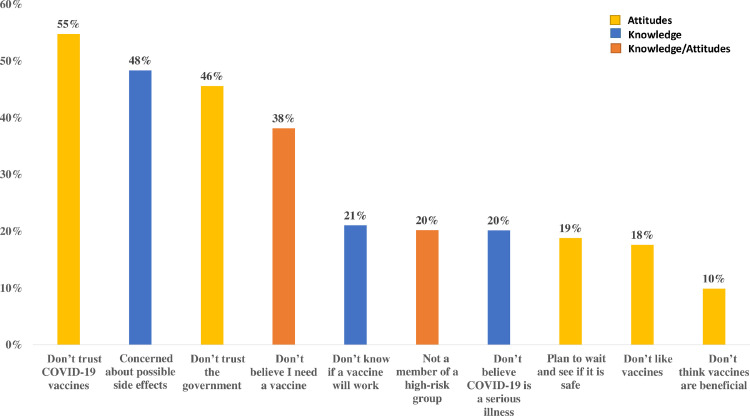 60%
50%
40%
30%
20%
10%
0%
55%
48%
46%
38%
21%
20%
20%
19%
18%
10%
Attitudes
Knowledge
Knowledge/Attitudes
Don't trust
COVID-19
vaccines
Concerned
about possible
side effects
Don't trust
the
government
Don't
believe I need
a vaccine
Don't know
if a vaccine
will work
Not a
member of a
high-risk
group
Don't
believe
COVID-19 is
a serious
illness
Plan to wait
and see if it is
safe
Don't like
vaccines
Don't
think vaccines
are beneficial